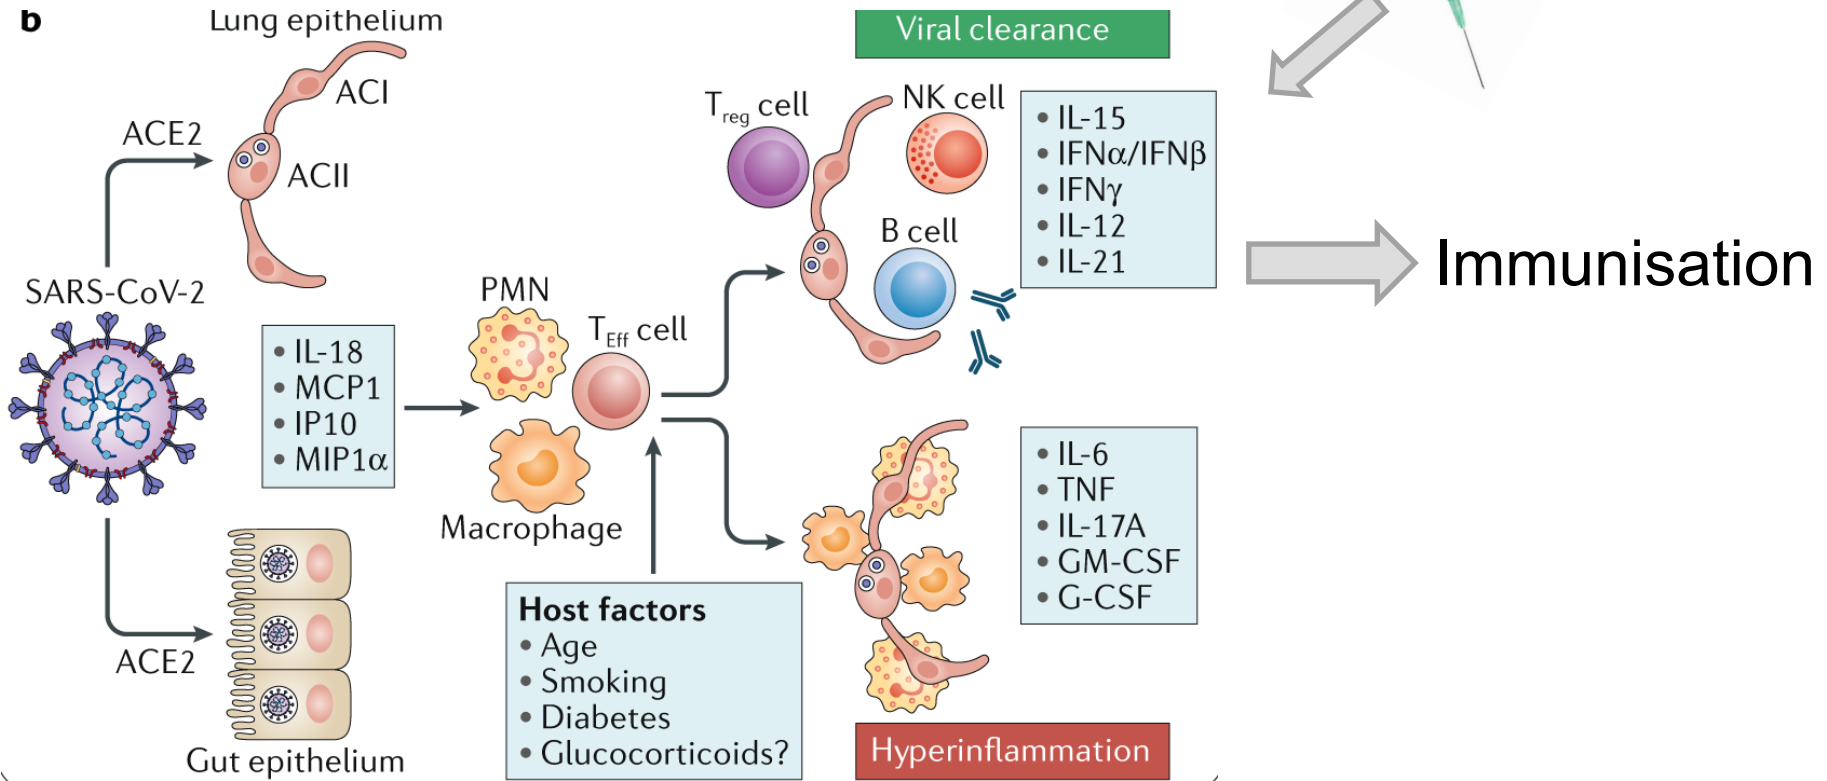 b
Lung epithelium
ACI
ACE2
ACII
SARS-CoV-2
• IL-18
• MCP1
• IP10
• MIP1α
ACE2
Gut epithelium
PMN
TEff cell
Macrophage
Host factors
• Age
• Smoking
• Diabetes
• Glucocorticoids?
Viral clearance
Treg cell
NK cell
B cell
• IL-15
• IFNα/IFNβ
• IFNγ
• IL-12
• IL-21
Immunisation
• IL-6
• TNF
• IL-17A
• GM-CSF
• G-CSF
Hyperinflammation